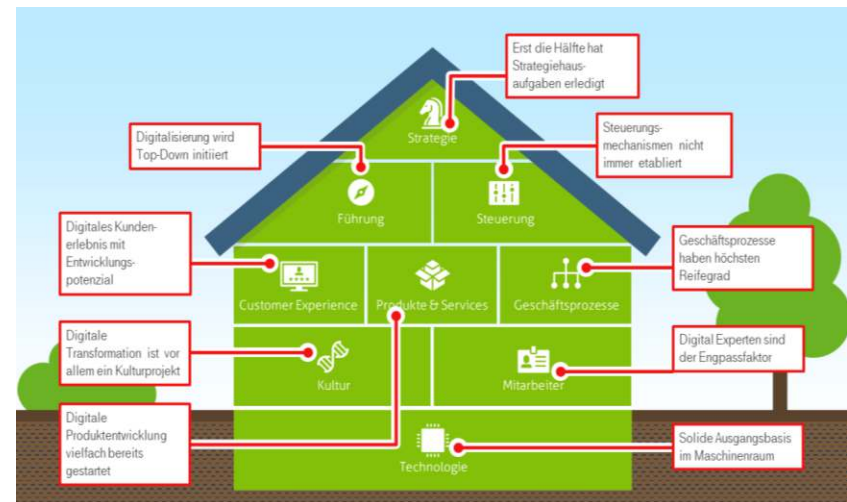 Erst die Hälfte hat
Strategiehaus-
aufgaben erledigt
Strategie
Digitalisierung wird
Top-Down initiiert
Steuerungs-
mechanismen nicht
immer etabliert
Führung
Steuerung
Digitales Kunden-
erlebnis mit
Entwicklungs-
potenzial
Geschäftsprozesse
haben höchsten
Reifegrad
Customer Experience
Produkte & Services
Geschäftsprozesse
Digitale
Transformation ist vor
allem ein Kulturprojekt
Digital Experten sind
der Engpassfaktor
Kultur
Mitarbeiter
Digitale
Produktentwicklung
vielfach bereits
gestartet
Solide Ausgangsbasis
im Maschinenraum
Technologie